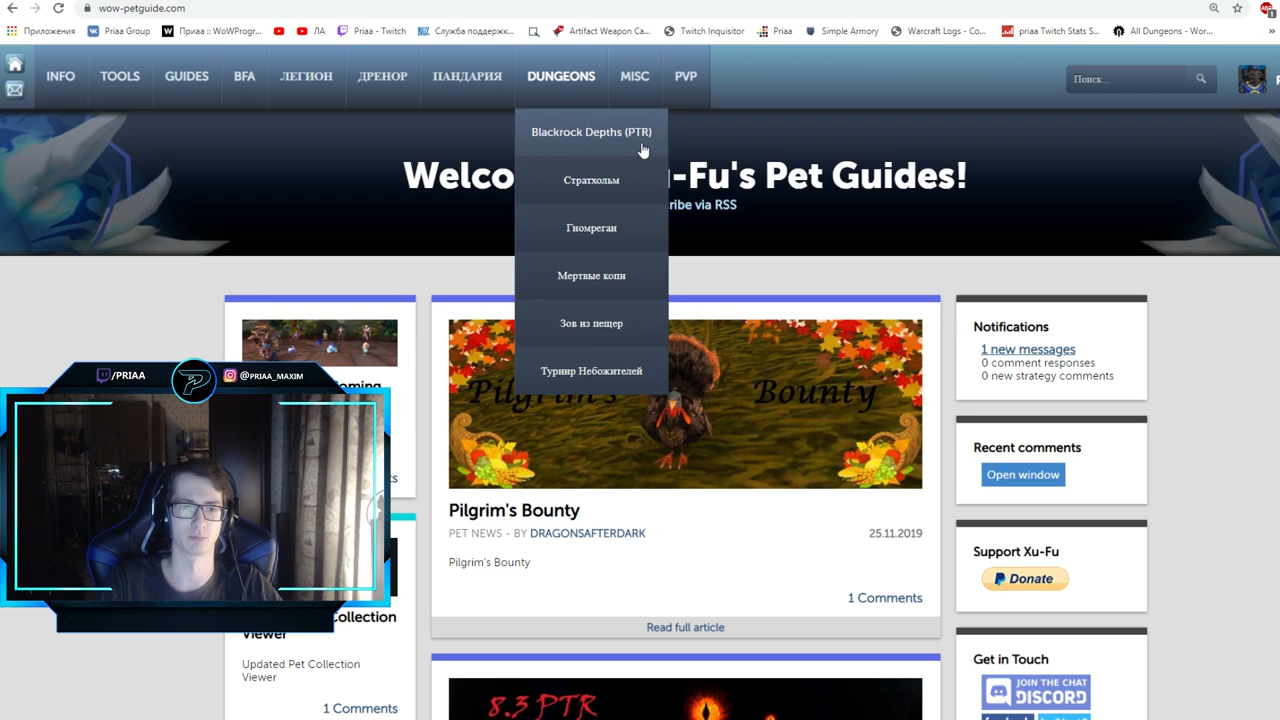 wow-petguide.com
Приложения
Priaa Group
Приаа :: WoWProgr...
ЛА
Priaa - Twitch
Служба поддержк...
Artifact Weapon Ca...
Twitch Inquisitor
Priaa
Simple Armory
Warcraft Logs - Co...
priaa Twitch Stats S...
All Dungeons - Wor...
»
INFO
TOOLS
GUIDES
BFA
ЛЕГИОН
ДРЕНОР
ПАНДАРИЯ
DUNGEONS
MISC
PVP
Поиск...
Blackrock Depths (PTR)
Стратхольм
Гномреган
Мертвые копи
Зов из пещер
Турнир Небожителей
Welco
-Fu's Pet Guides!
ribe via RSS
Pilgrim's Bounty
Pilgrim's Bounty
PET NEWS - BY DRAGONSAFTERDARK
25.11.2019
Pilgrim's Bounty
1 Comments
Read full article
8.3 PTR
Notifications
1 new messages
0 comment responses
0 new strategy comments
Recent comments
Open window
Support Xu-Fu
Donate
Get in Touch
JOIN THE CHAT
DISCORD
/PRIAA
@PRIAA_MAXIM
Collection
Viewer
Updated Pet Collection
Viewer
1 Comments